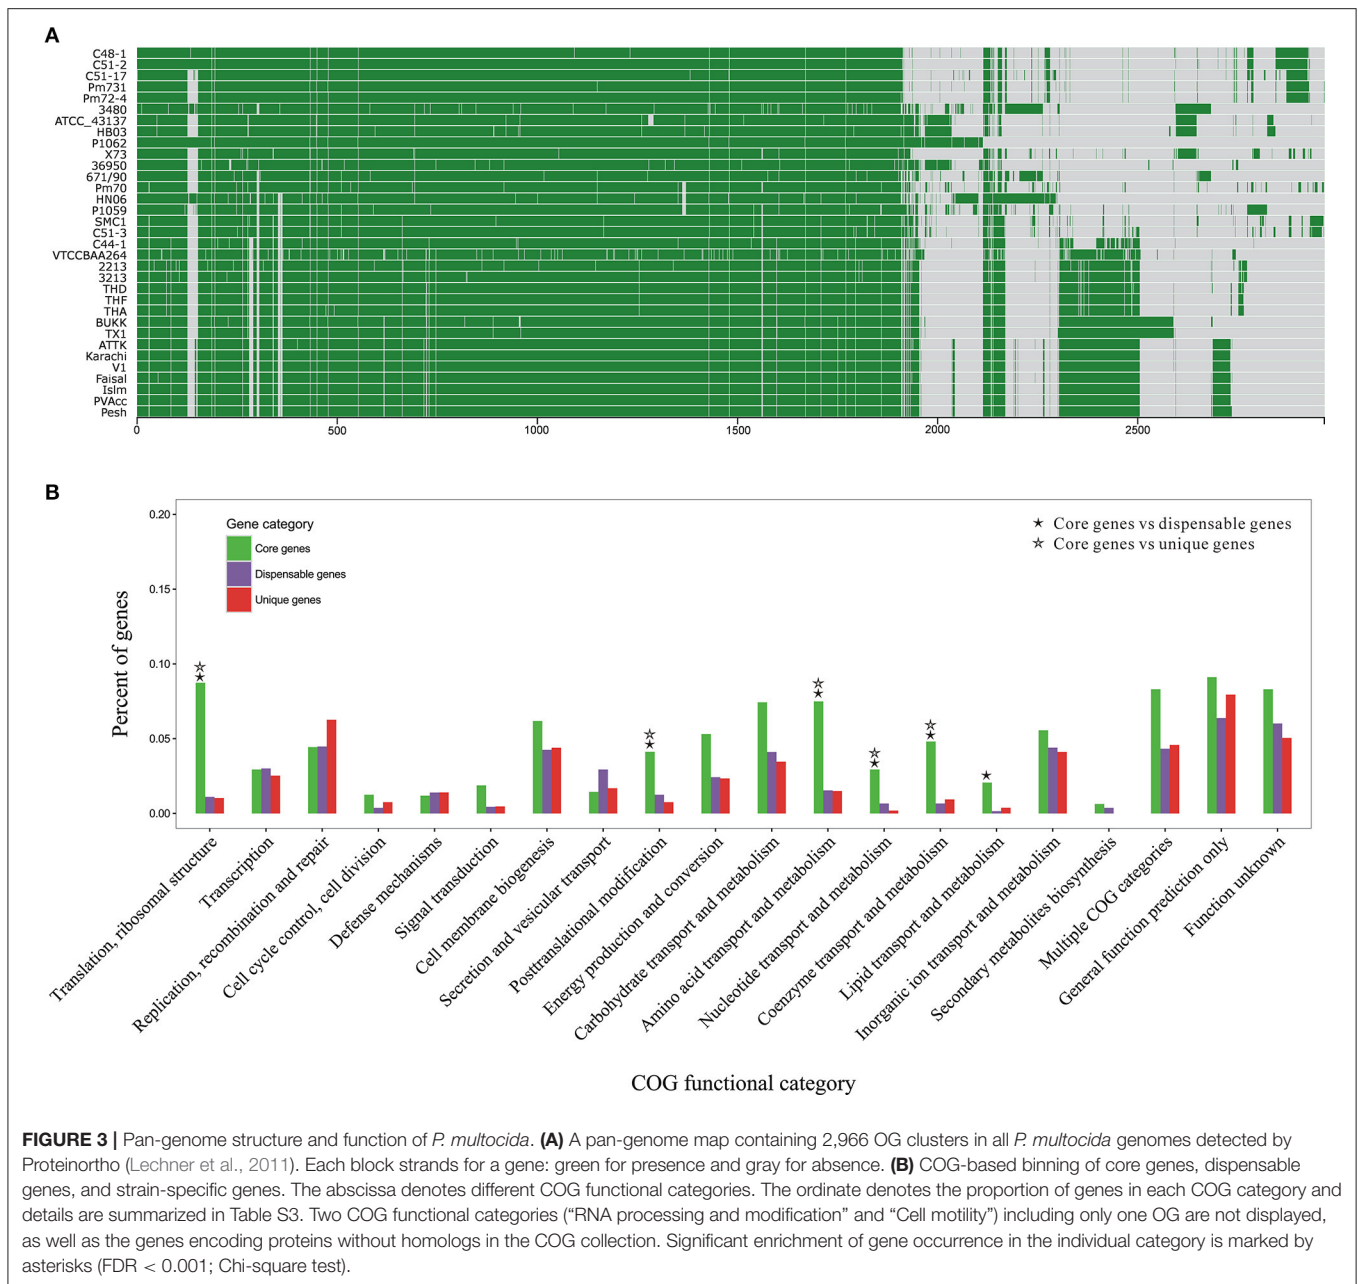 A
C48-1
C51-2
C51-17
Pm731
Pm72-4
3480
ATCC_43137
HB03
P1062
X73
36950
671/90
Pm70
HN06
P1059
SMC1
C51-3
C44-1
VTCCBAA264
2213
3213
THD
THF
THA
BUKK
TX1
ATTK
Karachi
V1
Faisal
Islm
PVAcc
Pesh
0 500 1000 1500 2000 2500
B
Percent of genes
0.20
0.15
0.10
0.05
0.00
Gene category
Core genes
Dispensable genes
Unique genes
★ Core genes vs dispensable genes
☆ Core genes vs unique genes
Translation, ribosomal structure
Transcription
Replication, recombination and repair
Cell cycle control, cell division
Defense mechanisms
Signal transduction
Cell membrane biogenesis
Secretion and vesicular transport
Posttranslational modification
Energy production and conversion
Carbohydrate transport and metabolism
Amino acid transport and metabolism
Nucleotide transport and metabolism
Coenzyme transport and metabolism
Lipid transport and metabolism
Inorganic ion transport and metabolism
Secondary metabolites biosynthesis
Multiple COG categories
General function prediction only
Function unknown
COG functional category
FIGURE 3 | Pan-genome structure and function of P. multocida. (A) A pan-genome map containing 2,966 OG clusters in all P. multocida genomes detected by
Proteinortho (Lechner et al., 2011). Each block strands for a gene: green for presence and gray for absence. (B) COG-based binning of core genes, dispensable
genes, and strain-specific genes. The abscissa denotes different COG functional categories. The ordinate denotes the proportion of genes in each COG category and
details are summarized in Table S3. Two COG functional categories (“RNA processing and modification” and “Cell motility”) including only one OG are not displayed,
as well as the genes encoding proteins without homologs in the COG collection. Significant enrichment of gene occurrence in the individual category is marked by
asterisks (FDR < 0.001; Chi-square test).